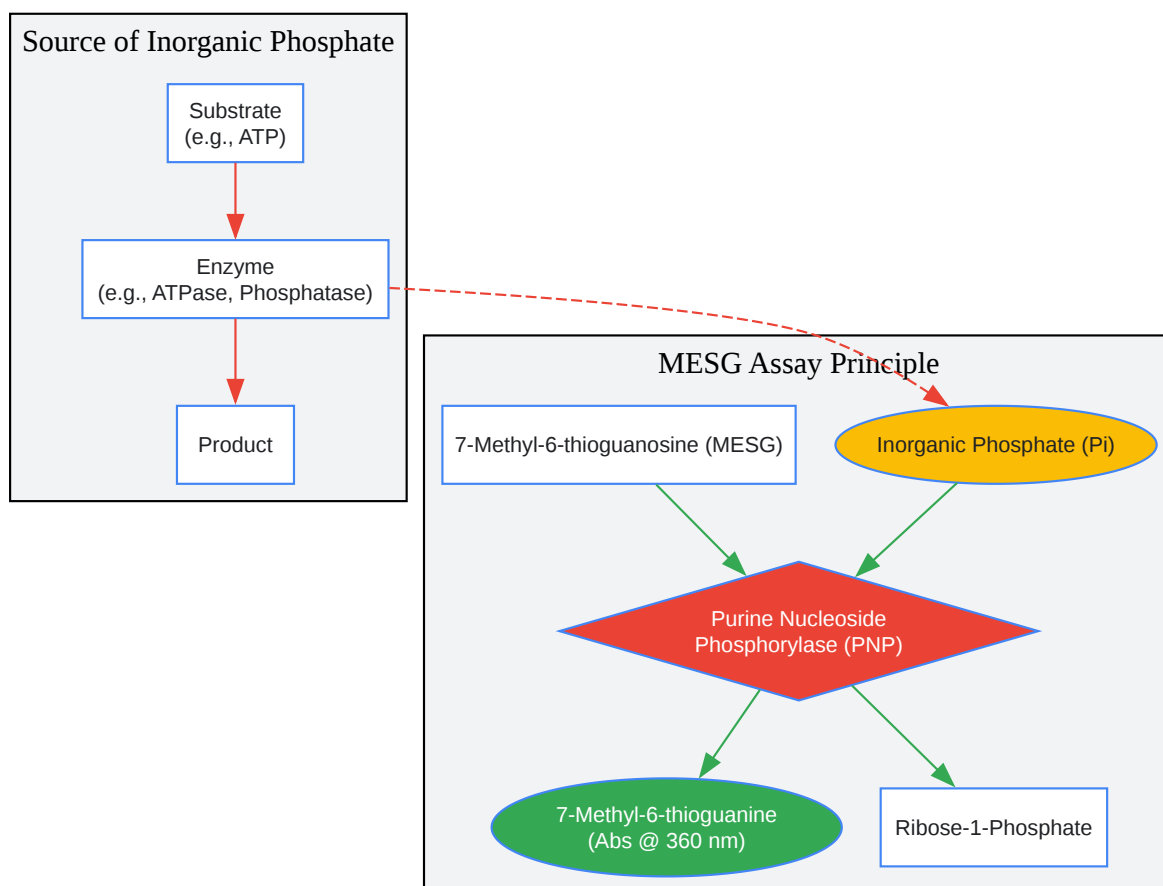 Source of Inorganic Phosphate
Substrate
(e.g., ATP)
Enzyme
(e.g., ATPase, Phosphatase)
Product
MESG Assay Principle
7-Methyl-6-thioguanosine (MESG)
Inorganic Phosphate (Pi)
Purine Nucleoside
Phosphorylase (PNP)
7-Methyl-6-thioguanine
(Abs @ 360 nm)
Ribose-1-Phosphate